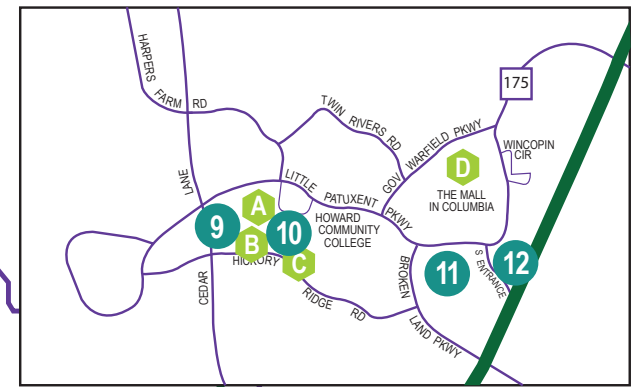 HARPERS
FARM RD
TWIN RIVERS RD
GOV WARFIELD PKWY
175
WINCOPIN
CIR
D
THE MALL
IN COLUMBIA
LANE
LITTLE PATUXENT PKWY
A
9
10
HOWARD
COMMUNITY
COLLEGE
B
C
HICKORY RIDGE RD
CEDAR
BROKEN LAND PKWY
11
S ENTRANCE
12